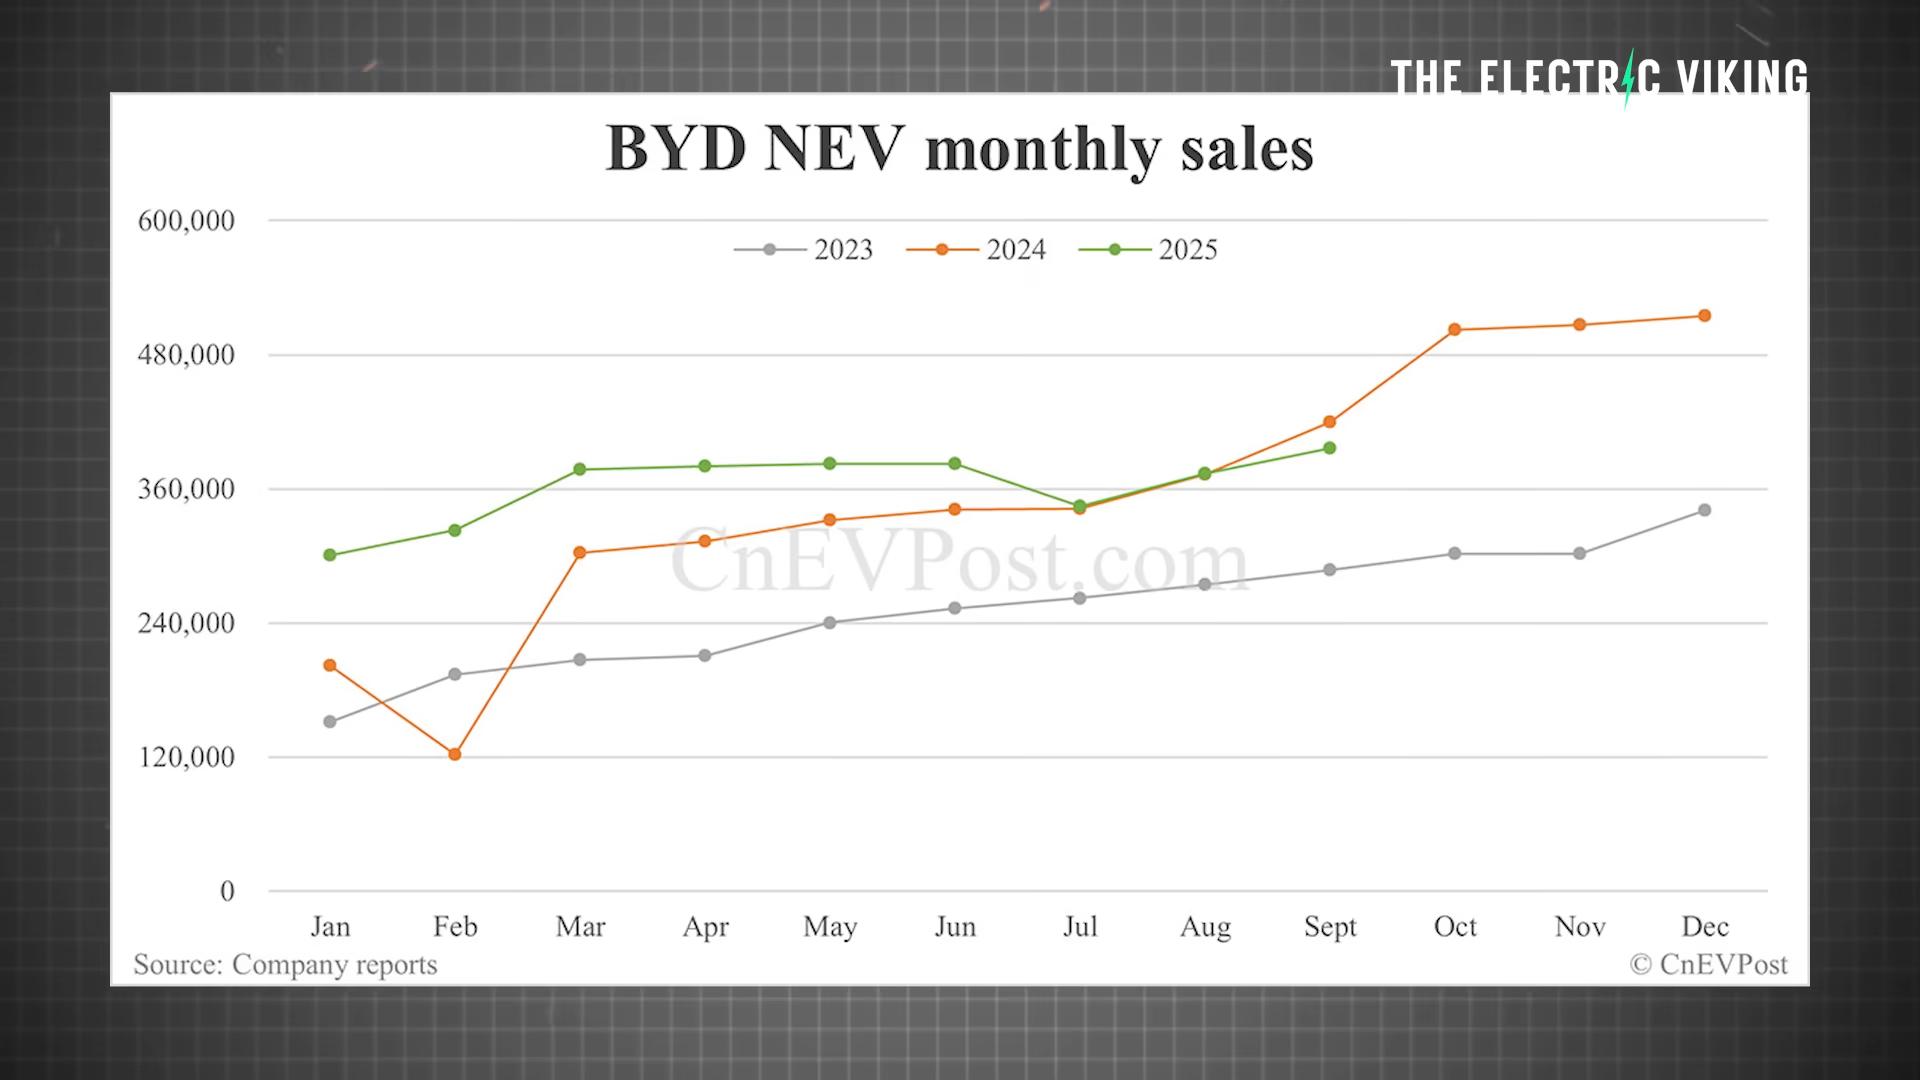 THE ELECTRIC VIKING
BYD NEV monthly sales
600,000
2023 2024 2025
480,000
360,000
CnEVPost.com
240,000
120,000
0
Jan Feb Mar Apr May Jun Jul Aug Sept Oct Nov Dec
Source: Company reports © CnEVPost